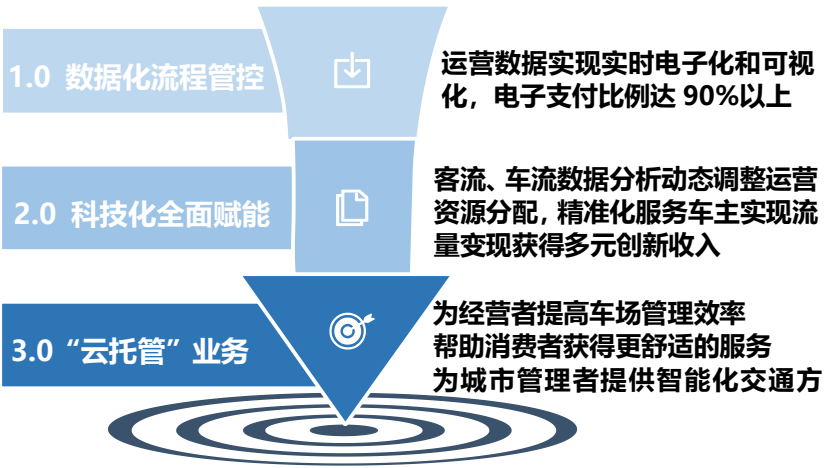 1.0 数据化流程管控
运营数据实现实时电子化和可视
化，电子支付比例达 90%以上
2.0 科技化全面赋能
客流、车流数据分析动态调整运营
资源分配，精准化服务车主实现流
量变现获得多元创新收入
3.0“云托管”业务
为经营者提高车场管理效率
帮助消费者获得更舒适的服务
为城市管理者提供智能化交通方